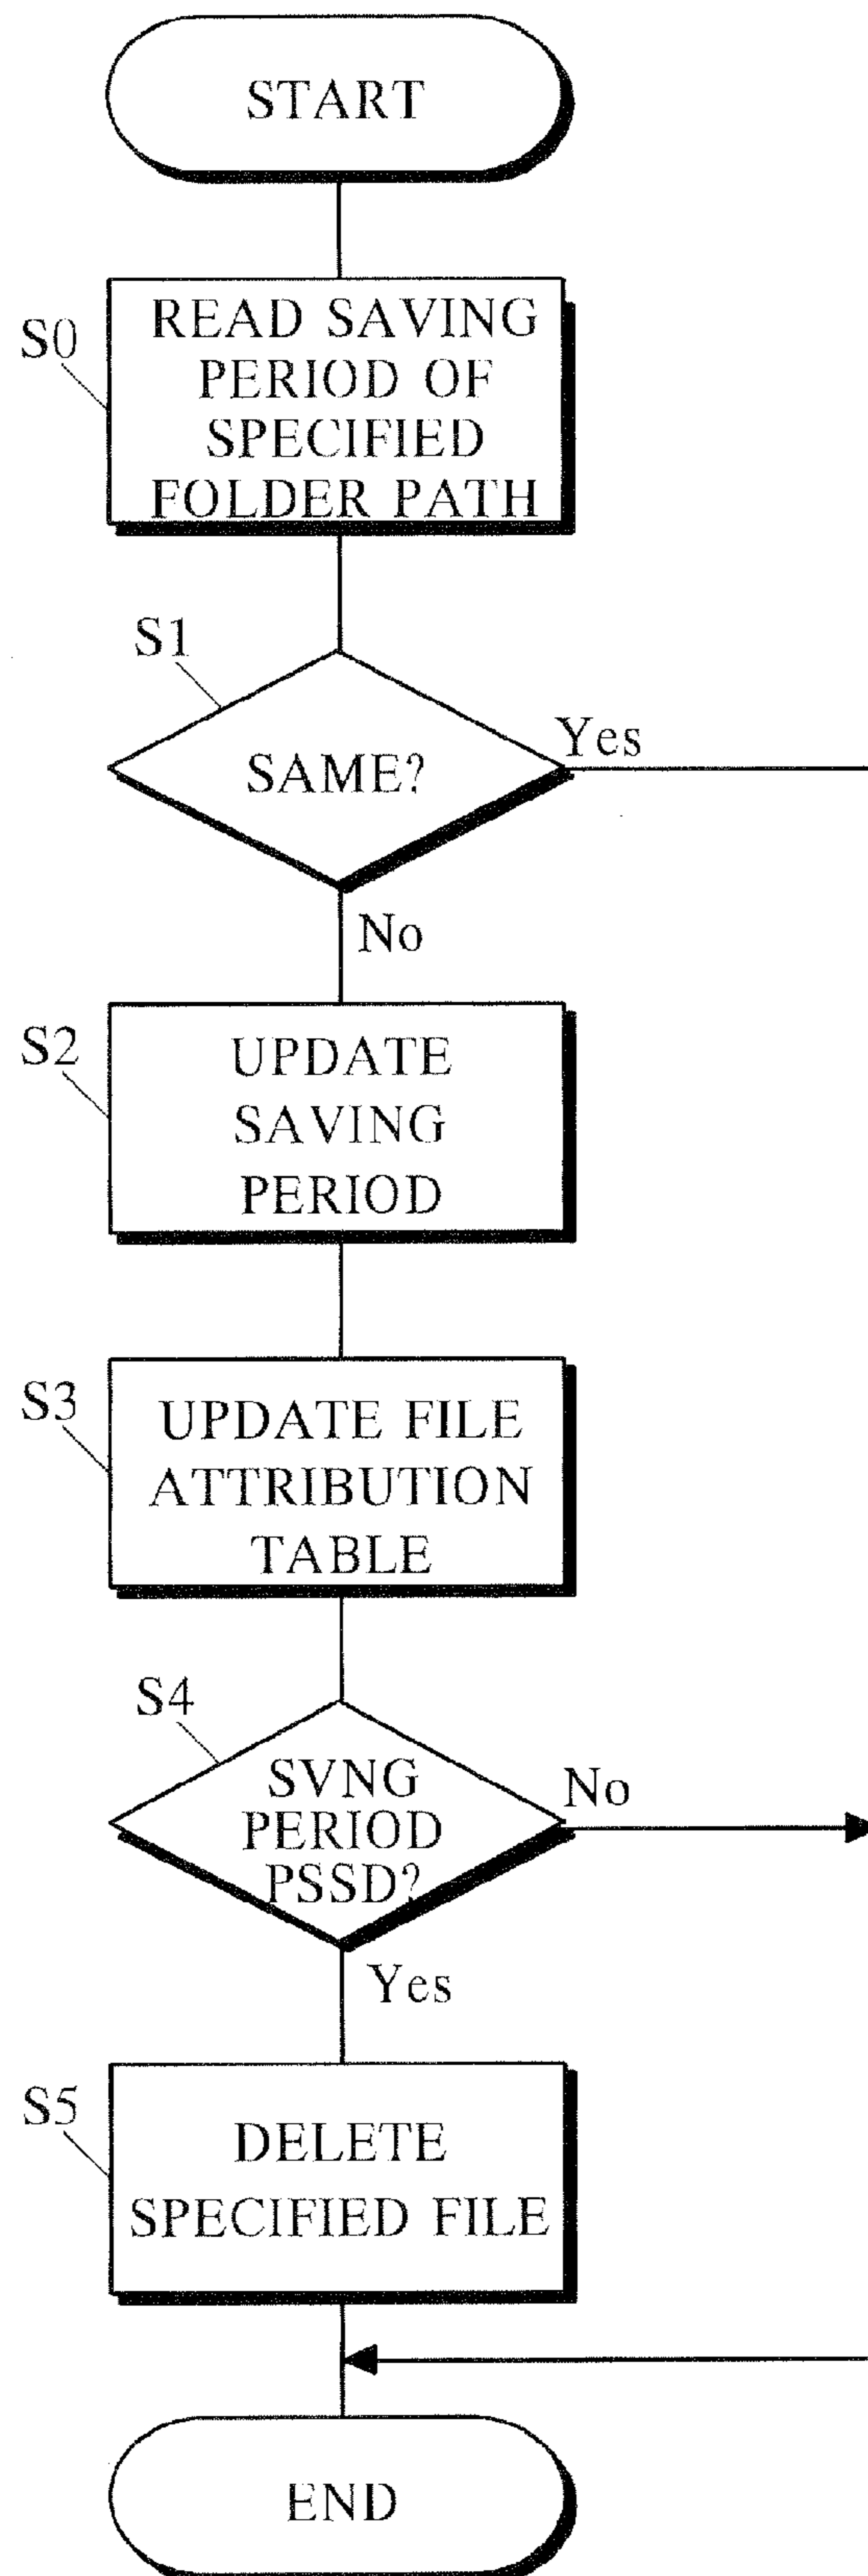 START
S0
READ SAVING
PERIOD OF
SPECIFIED
FOLDER PATH
S1
SAME?
Yes
No
S2
UPDATE
SAVING
PERIOD
S3
UPDATE FILE
ATTRIBUTION
TABLE
S4
SVNG
PERIOD
PSSD?
No
Yes
S5
DELETE
SPECIFIED FILE
END